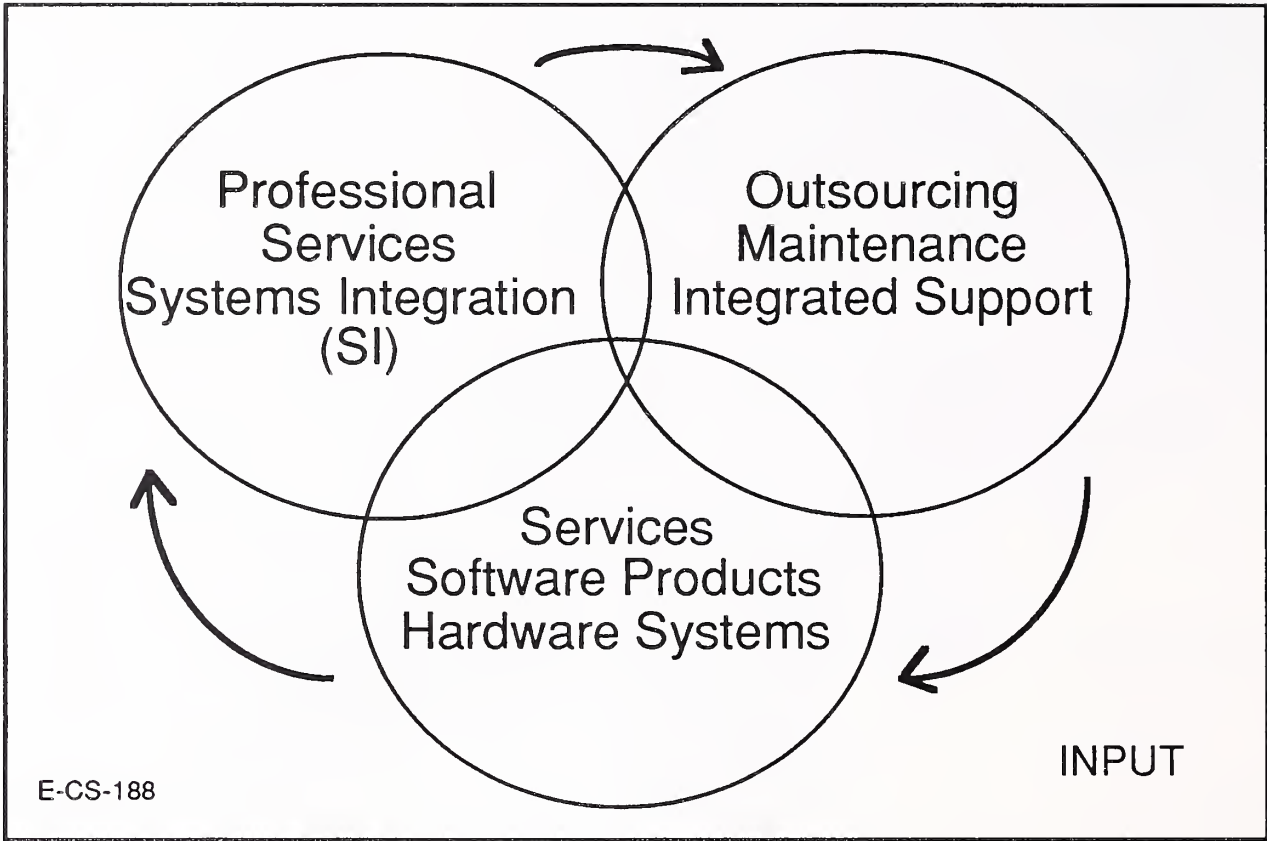 Professional
Services
Systems Integration
(SI)
Outsourcing
Maintenance
Integrated Support
Services
Software Products
Hardware Systems
E-CS-188
INPUT